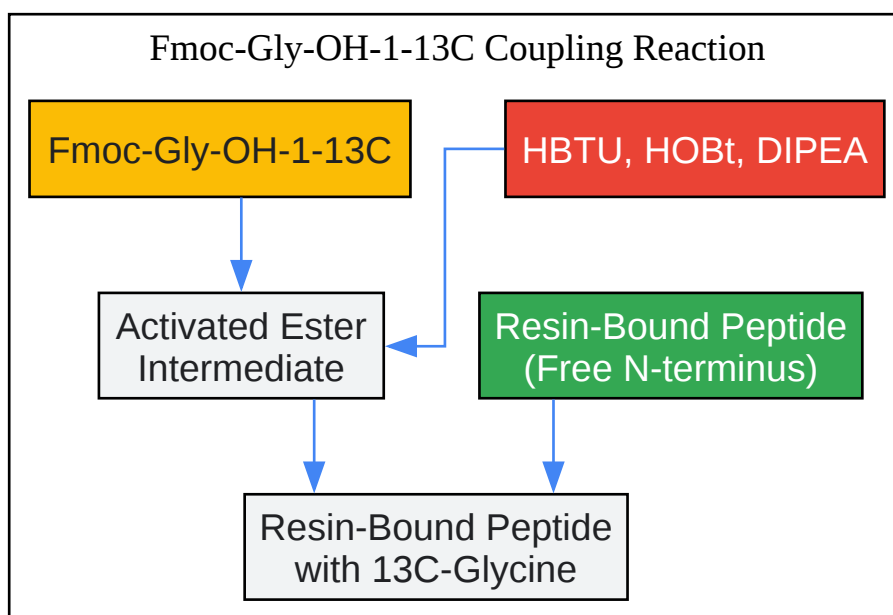 Fmoc-Gly-OH-1-13C Coupling Reaction
Fmoc-Gly-OH-1-13C
HBTU, HOBt, DIPEA
Activated Ester
Intermediate
Resin-Bound Peptide
(Free N-terminus)
Resin-Bound Peptide
with 13C-Glycine